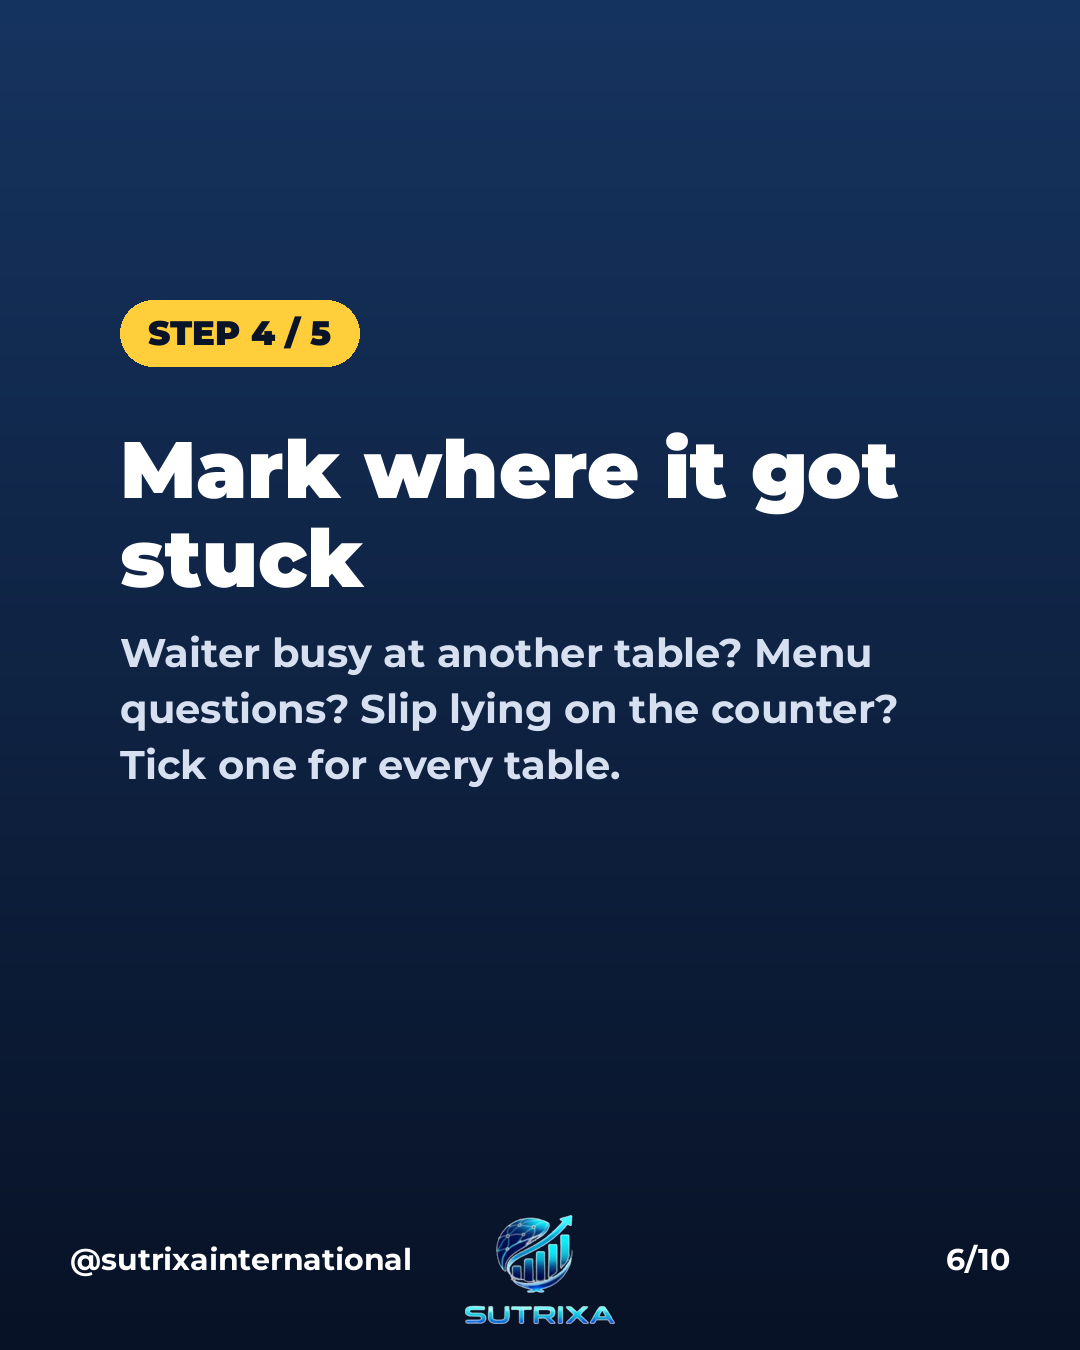 STEP 4 / 5
Mark where it got
stuck
Waiter busy at another table? Menu
questions? Slip lying on the counter?
Tick one for every table.
@sutrixainternational
SUTRIXA
6/10